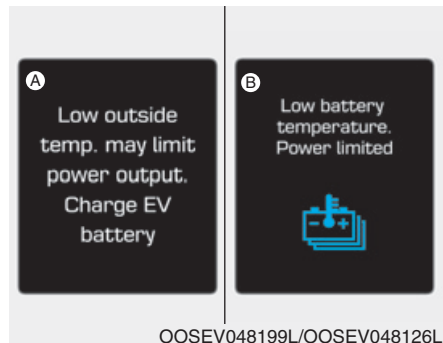 A
Low outside
temp. may limit
power output.
Charge EV
battery
B
Low battery
temperature.
Power limited
OOSEV048199L/OOSEV048126L